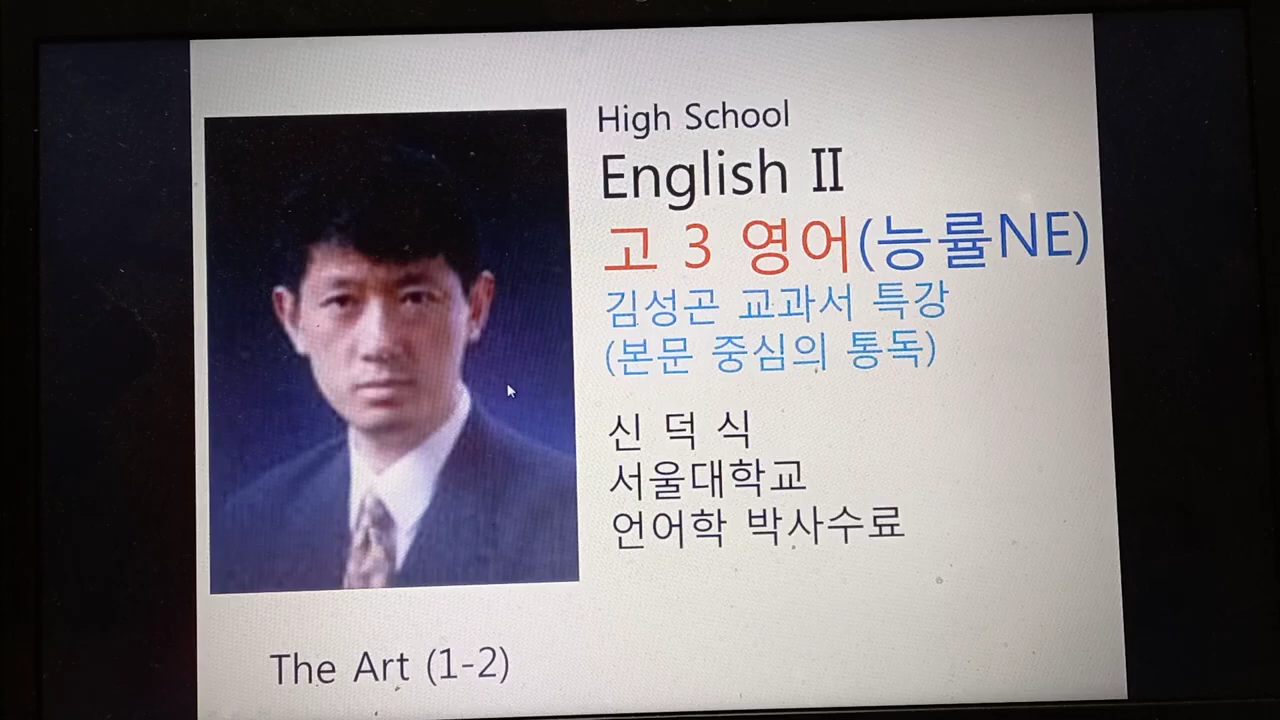 High School
English II
고 3 영어(능률NE)
김성곤 교과서 특강
(본문 중심의 통독)
신 덕 식
서울대학교
언어학 박사수료
The Art (1-2)